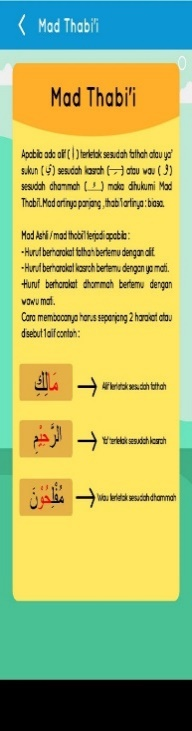 Mad Thabi'i
Mad Thabi'i
Apabila ada alif ( ا ) terletak sesudah fathah atau ya'
sukun ( ي ) sesudah kasrah ( ـِ ) atau wau ( و )
sesudah dhammah ( ـُ ) maka dihukumi Mad
Thabi'i. Mad artinya panjang , thabi'i artinya : biasa.
Mad Ashli / mad thobi'i terjadi apabila :
- Huruf berharakat fathah bertemu dengan alif.
- Huruf berharakat kasroh bertemu dengan ya mati.
-Huruf berharakat dhommah bertemu dengan
wawu mati.
Cara membacanya harus sepanjang 2 harakat atau
disebut 1 alif contoh :
مَالِكِ Alif terletak sesudah fathah
الرَّحِيْمِ Ya' terletak sesudah kasrah
مُفْلِحُوْنَ Wau terletak sesudah dhammah